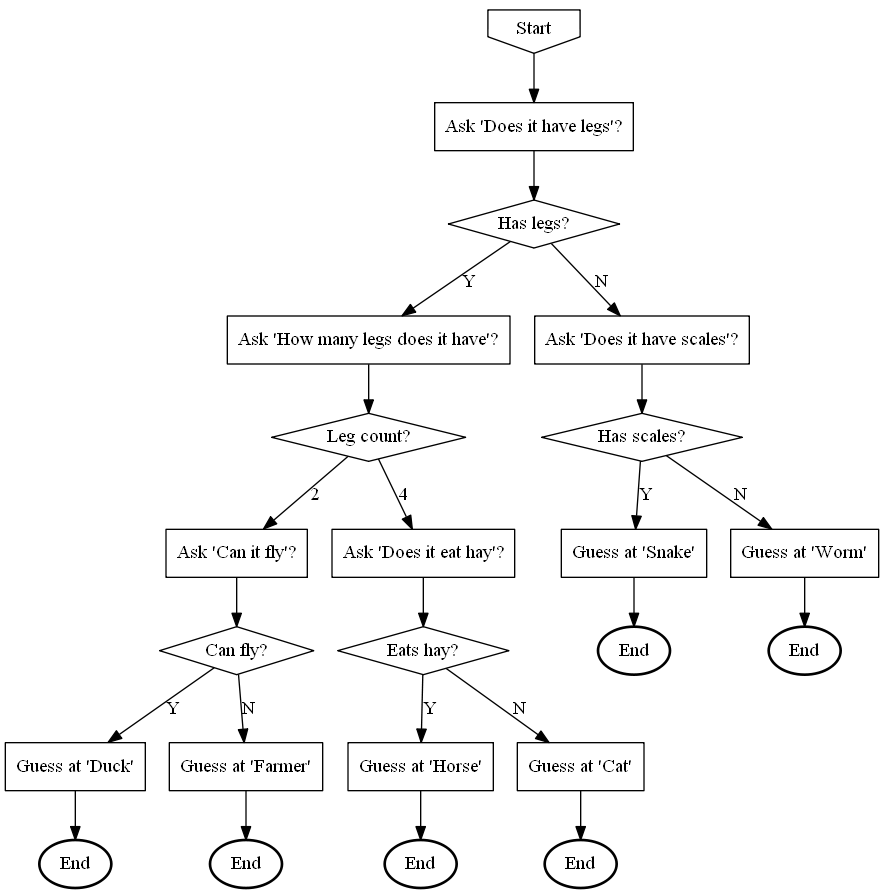 Start
Ask 'Does it have legs'?
Has legs?
Y
N
Ask 'How many legs does it have'?
Ask 'Does it have scales'?
Leg count?
Has scales?
2
4
Y
N
Ask 'Can it fly'?
Ask 'Does it eat hay'?
Guess at 'Snake'
Guess at 'Worm'
Can fly?
Eats hay?
End
End
Y
N
Y
N
Guess at 'Duck'
Guess at 'Farmer'
Guess at 'Horse'
Guess at 'Cat'
End
End
End
End